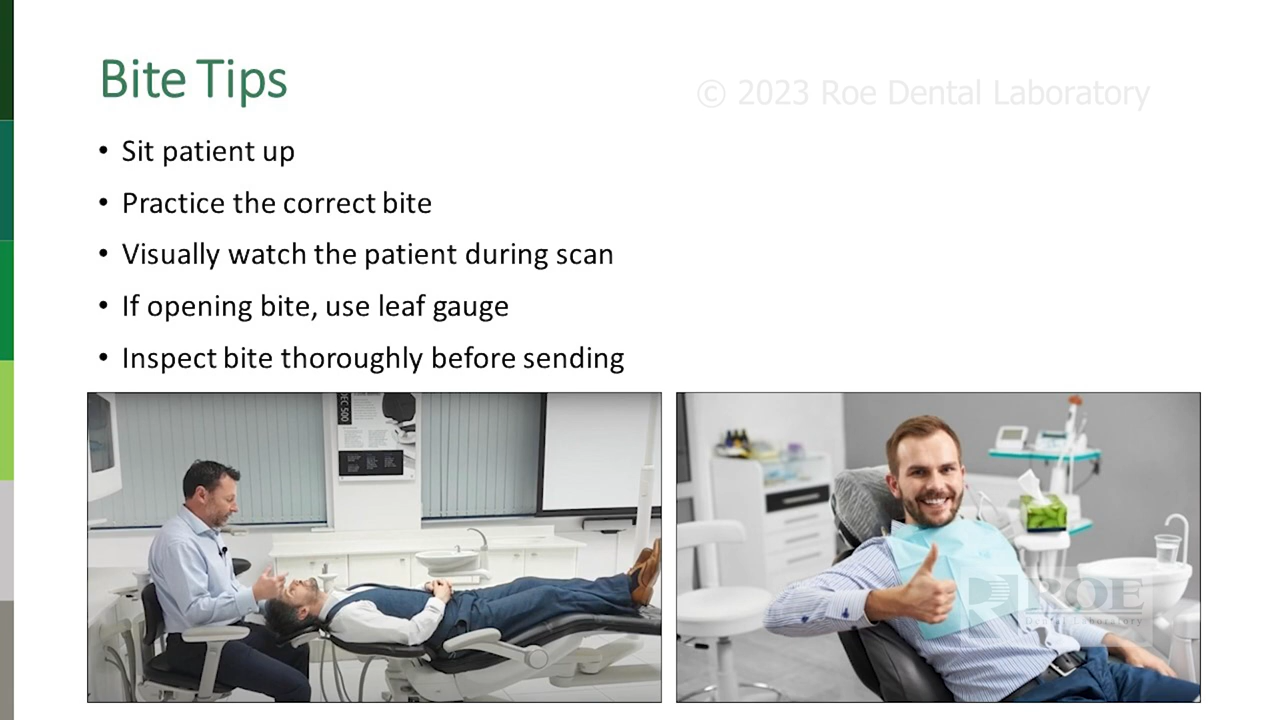 Bite Tips
© 2023 Roe Dental Laboratory
• Sit patient up
• Practice the correct bite
• Visually watch the patient during scan
• If opening bite, use leaf gauge
• Inspect bite thoroughly before sending
ROE
Dental Laboratory